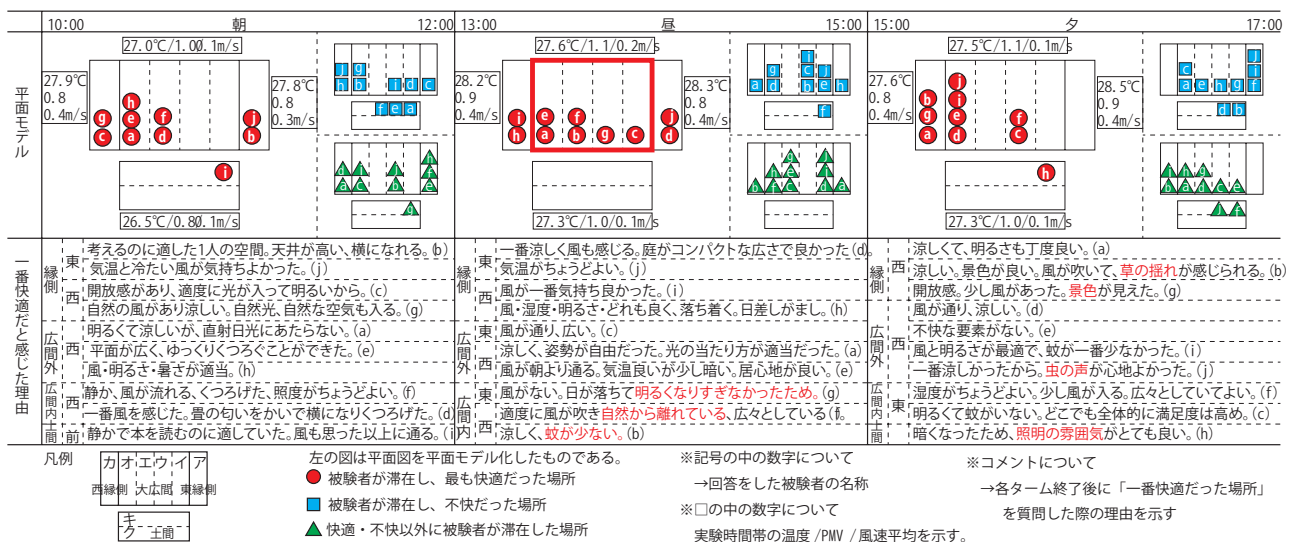 10:00 朝 12:00 13:00 昼 15:00 15:00 夕 17:00
平面モデル
27.0℃/1.0/0.1m/s
27.9℃
0.8
0.4m/s
27.8℃
0.8
0.3m/s
26.5℃/0.8/0.1m/s
h
g e f j
c a d b
i
j g
h b i d c
f e a
h
d i j f
a c b e
g
27.6℃/1.1/0.2m/s
28.2℃
0.9
0.4m/s
28.3℃
0.8
0.4m/s
27.3℃/1.0/0.1m/s
i e f j
h a b g c d
i
g c j
a d b e h
f
g j
h e i
b f c d a
27.5℃/1.1/0.1m/s
27.6℃
0.8
0.4m/s
28.5℃
0.9
0.4m/s
27.3℃/1.0/0.1m/s
j
b i
g e f
a d c
h
j
c i
a e h g f
d b
i h g
b a d c e
j f
一番快適だと感じた理由
縁側
東
考えるのに適した1人の空間。天井が高い、横になれる。(b)
気温と冷たい風が気持ちよかった。(j)
西
開放感があり、適度に光が入って明るいから。(c)
自然の風があり涼しい。自然光、自然な空気も入る。(g)
広間外
西
明るくて涼しいが、直射日光にあたらない。(a)
平面が広く、ゆっくりくつろぐことができた。(e)
風・明るさ・暑さが適当。(h)
広間内
西
静か、風が流れる、くつろける、照度がちょうどよい。(f)
一番風を感じた。畳の匂いをかいで横になりくつろげた。(d)
土間
前
静かで本を読むのに適していた。風も思った以上に通る。(i)
縁側
東
一番涼しく風も感じる。庭がコンパクトな広さで良かった(d)。
気温がちょうどよい。(j)
西
風が一番気持ち良かった。(i)
風・湿度・明るさ・どれも良く、落ち着く。日差しがまし。(h)
広間外
東
風が通り、広い。(c)
西
涼しく、姿勢が自由だった。光の当たり方が適当だった。(a)
風が朝より通る。気温良いが少し暗い。居心地が良い。(e)
広間内
東
風がない。日が落ちて明るくなりすぎなかったため。(g)
西
適度に風が吹き自然から離れている、広々としている(f)。
涼しく、蚊が少ない。(b)
縁側
西
涼しくて、明るさも丁度良い。(a)
涼しい。景色が良い。風が吹いて、草の揺れが感じられる。(b)
開放感。少し風があった。景色が見えた。(g)
広間外
西
風が通り、涼しい。(d)
不快な要素がない。(e)
風と明るさが最適で、蚊が一番少なかった。(i)
一番涼しかったから。虫の声が心地よかった。(j)
広間内
東
湿度がちょうどよい。少し風が入る。広々としていてよい。(f)
明るくて蚊がいない。どこでも全体的に満足度は高め。(c)
土間
暗くなったため、照明の雰囲気がとても良い。(h)
凡例
カ オ エ ウ イ ア
西縁側 大広間 東縁側
キ
ク 土間
左の図は平面図を平面モデル化したものである。
被験者が滞在し、最も快適だった場所
被験者が滞在し、不快だった場所
快適・不快以外に被験者が滞在した場所
※記号の中の数字について
→回答をした被験者の名称
※□の中の数字について
実験時間帯の温度 /PMV / 風速平均を示す。
※コメントについて
→各ターム終了後に「一番快適だった場所」
を質問した際の理由を示す